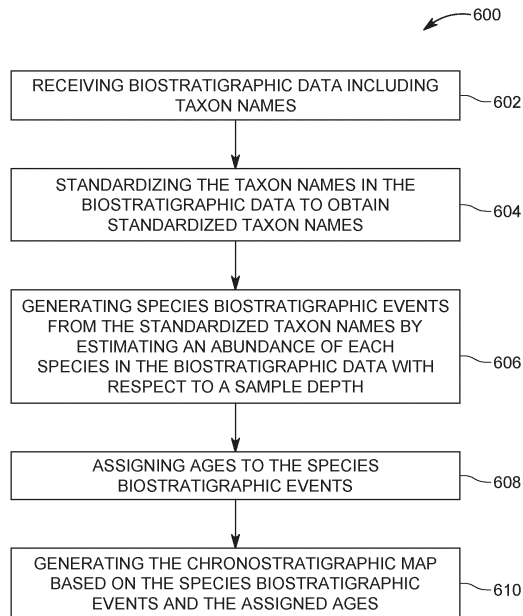 600
RECEIVING BIOSTRATIGRAPHIC DATA INCLUDING
TAXON NAMES
602
STANDARDIZING THE TAXON NAMES IN THE
BIOSTRATIGRAPHIC DATA TO OBTAIN
STANDARDIZED TAXON NAMES
604
GENERATING SPECIES BIOSTRATIGRAPHIC EVENTS
FROM THE STANDARDIZED TAXON NAMES BY
ESTIMATING AN ABUNDANCE OF EACH
SPECIES IN THE BIOSTRATIGRAPHIC DATA WITH
RESPECT TO A SAMPLE DEPTH
606
ASSIGNING AGES TO THE SPECIES
BIOSTRATIGRAPHIC EVENTS
608
GENERATING THE CHRONOSTRATIGRAPHIC MAP
BASED ON THE SPECIES BIOSTRATIGRAPHIC
EVENTS AND THE ASSIGNED AGES
610